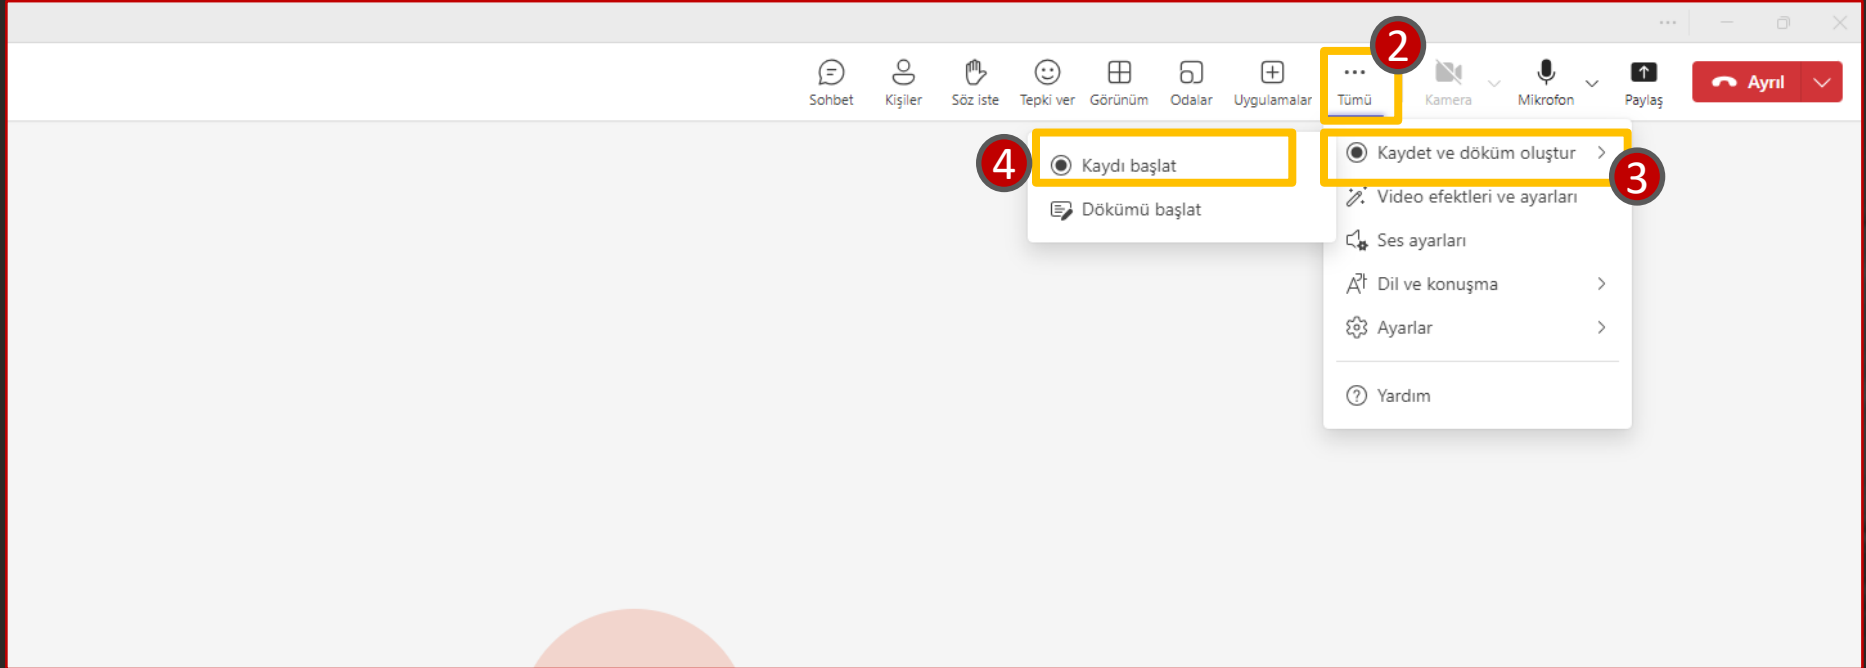 Sohbet
Kişiler
Söz iste
Tepki ver
Görünüm
Odalar
Uygulamalar
Tümü
2
Kamera
Mikrofon
Paylaş
Ayrıl
4
Kaydı başlat
Dökümü başlat
Kaydet ve döküm oluştur
3
Video efektleri ve ayarları
Ses ayarları
Dil ve konuşma
Ayarlar
Yardım